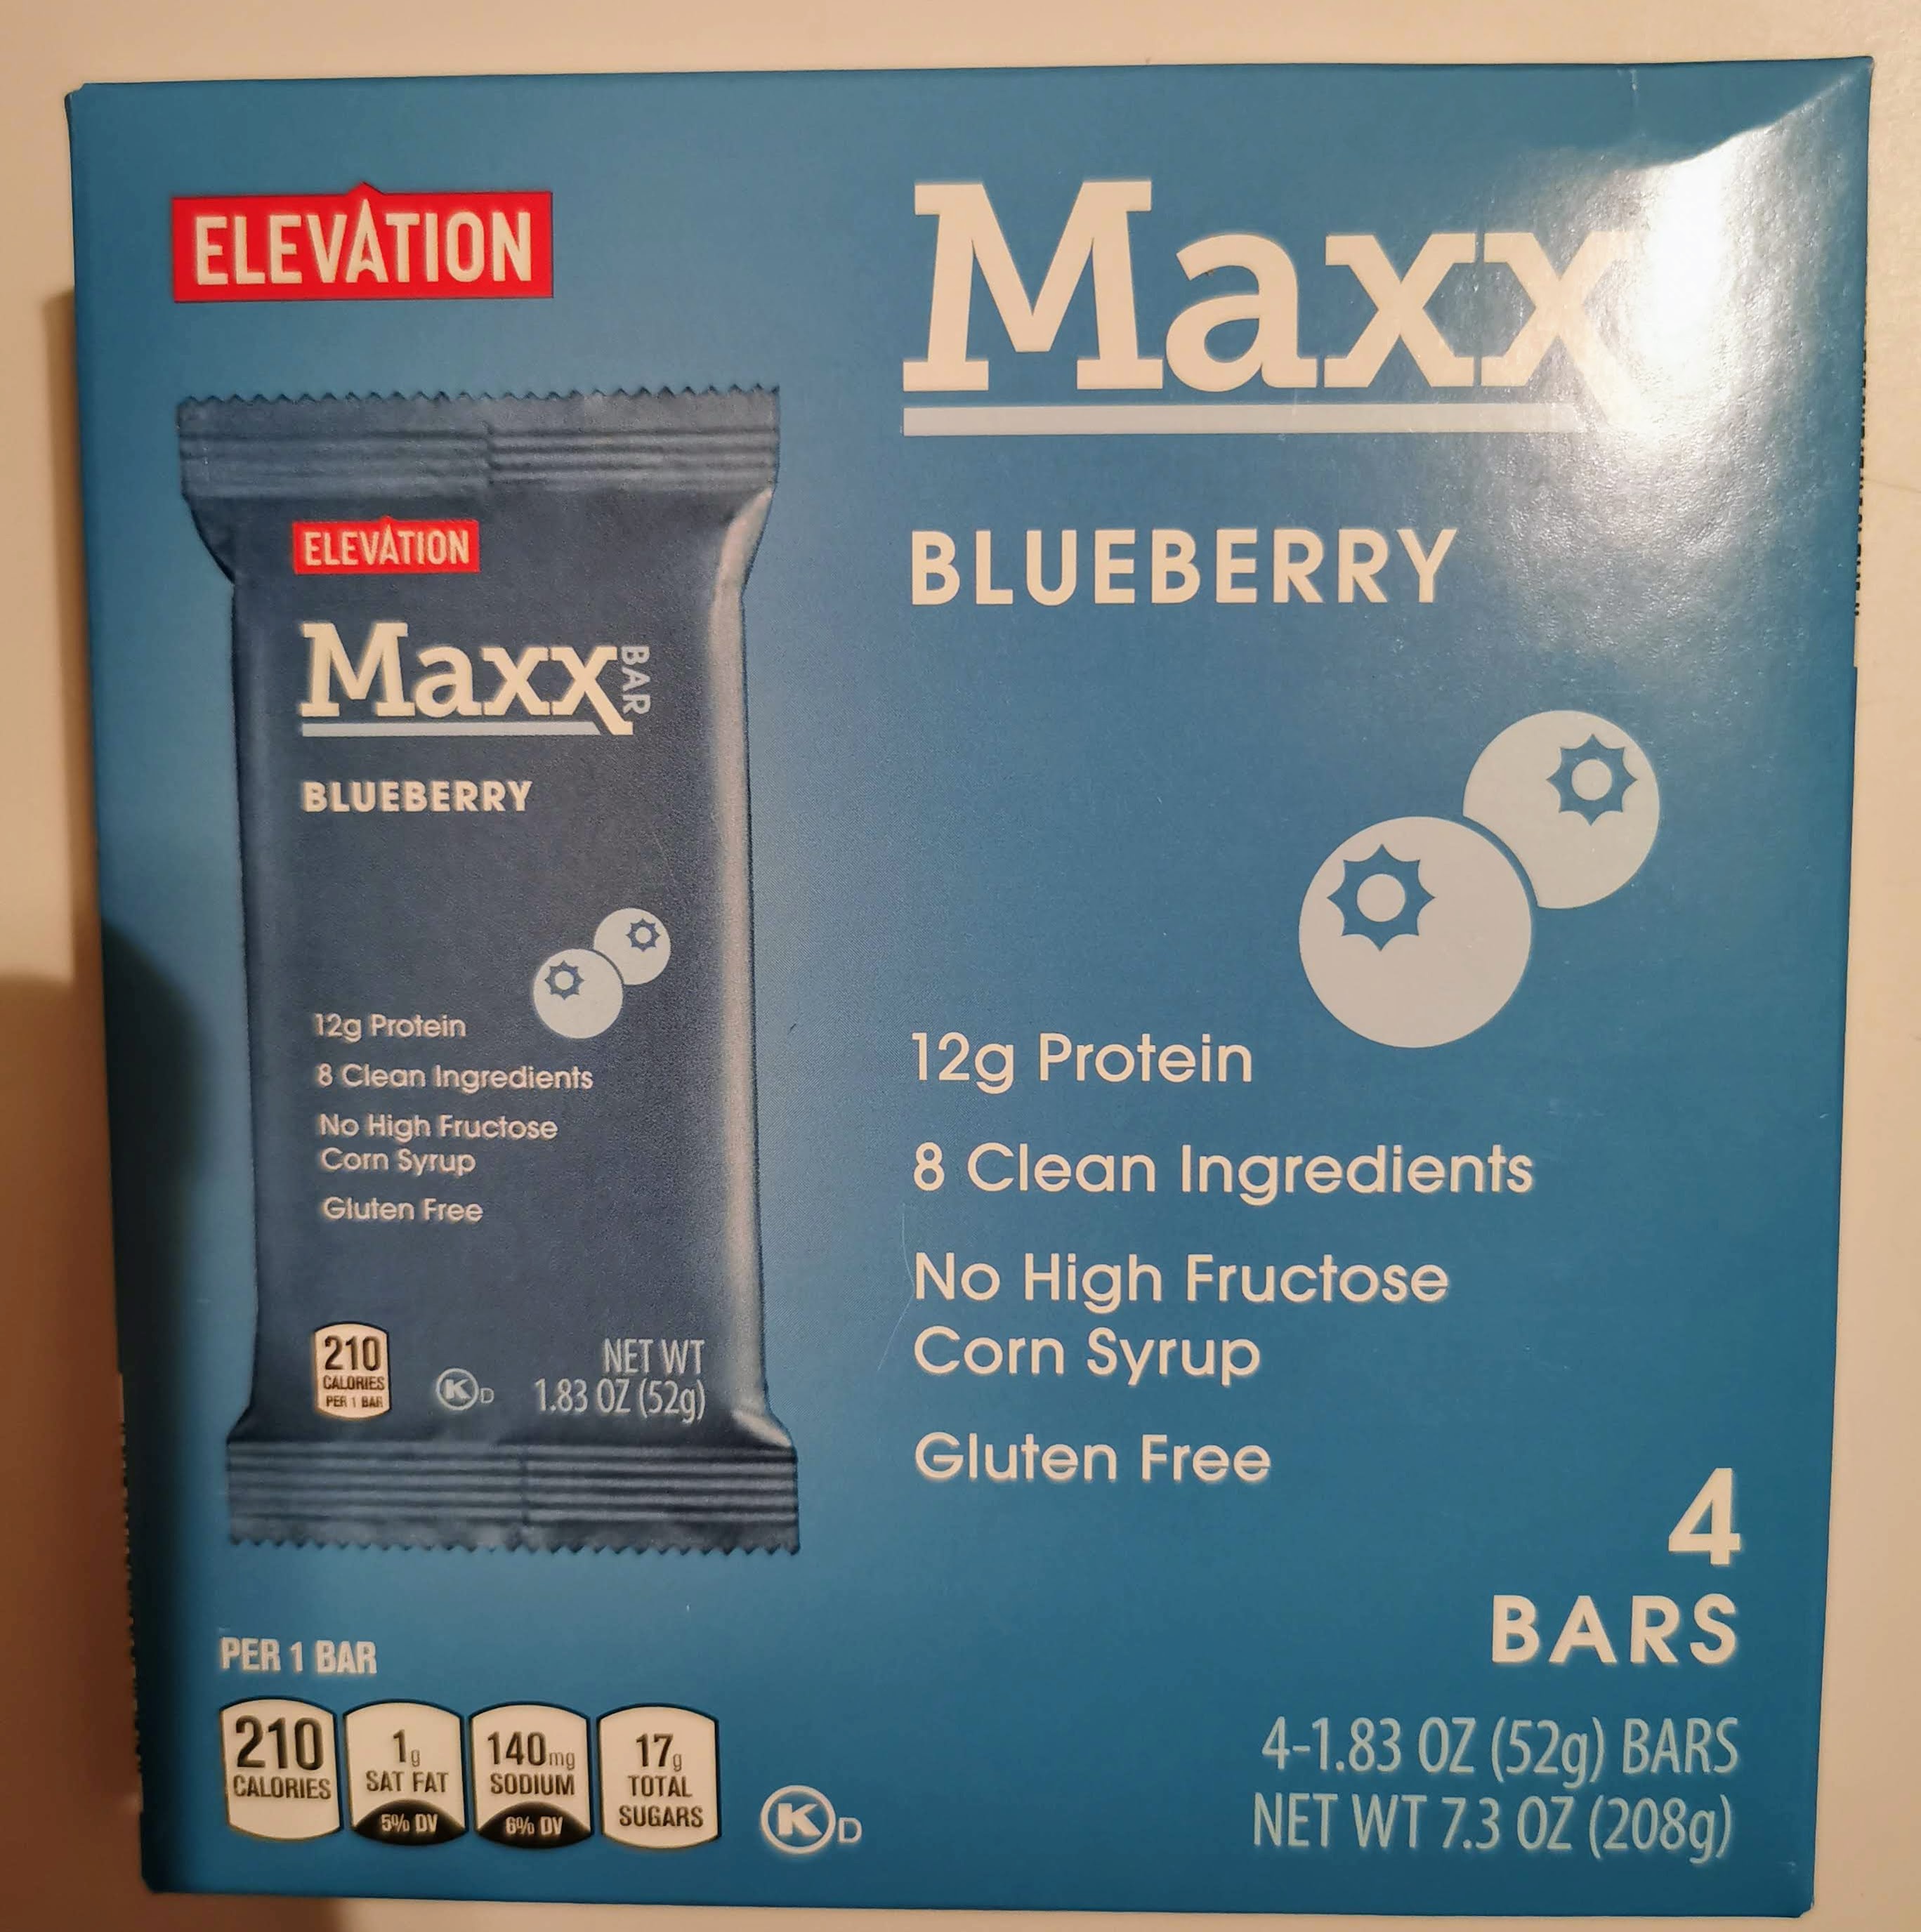 ELEVATION
Maxx
BLUEBERRY
12g Protein
8 Clean Ingredients
No High Fructose
Corn Syrup
Gluten Free
4
BARS
4-1.83 OZ (52g) BARS
NET WT 7.3 OZ (208g)
ELEVATION
Maxx BAR
BLUEBERRY
12g Protein
8 Clean Ingredients
No High Fructose
Corn Syrup
Gluten Free
210
CALORIES
PER 1 BAR
K D
NET WT
1.83 OZ (52g)
PER 1 BAR
210
CALORIES
1g
SAT FAT
5% DV
140mg
SODIUM
6% DV
17g
TOTAL
SUGARS
K D